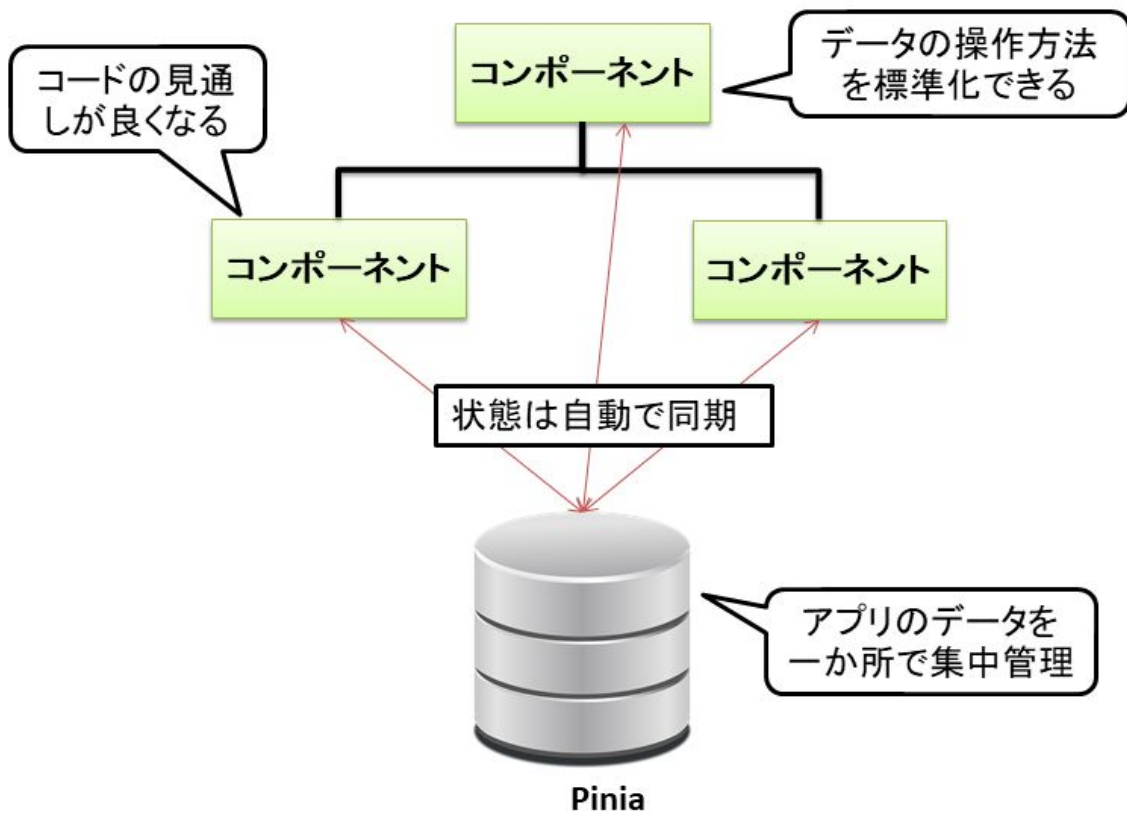 コンポーネント
データの操作方法
を標準化できる
コードの見通
しが良くなる
コンポーネント
コンポーネント
状態は自動で同期
アプリのデータを
一か所で集中管理
Pinia